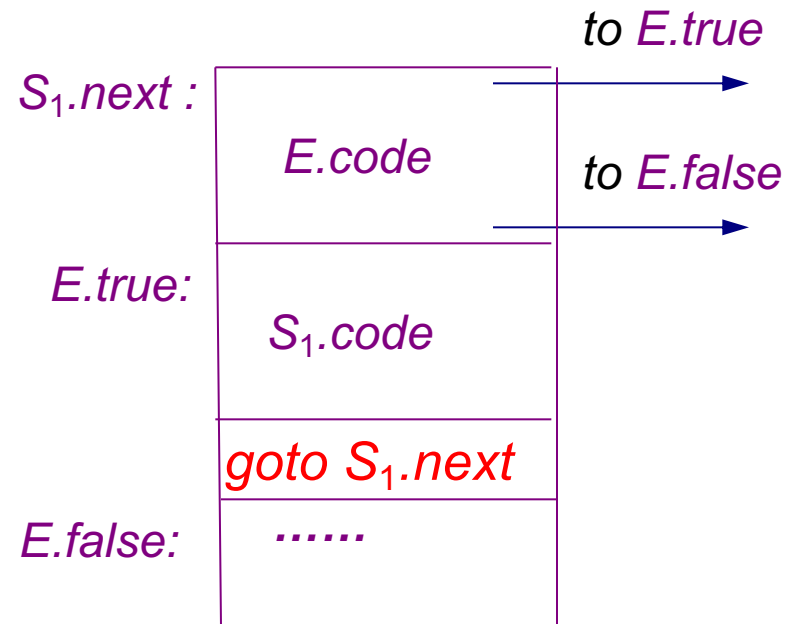 to E.true
S₁.next :
E.code
to E.false
E.true:
S₁.code
goto S₁.next
E.false:
......